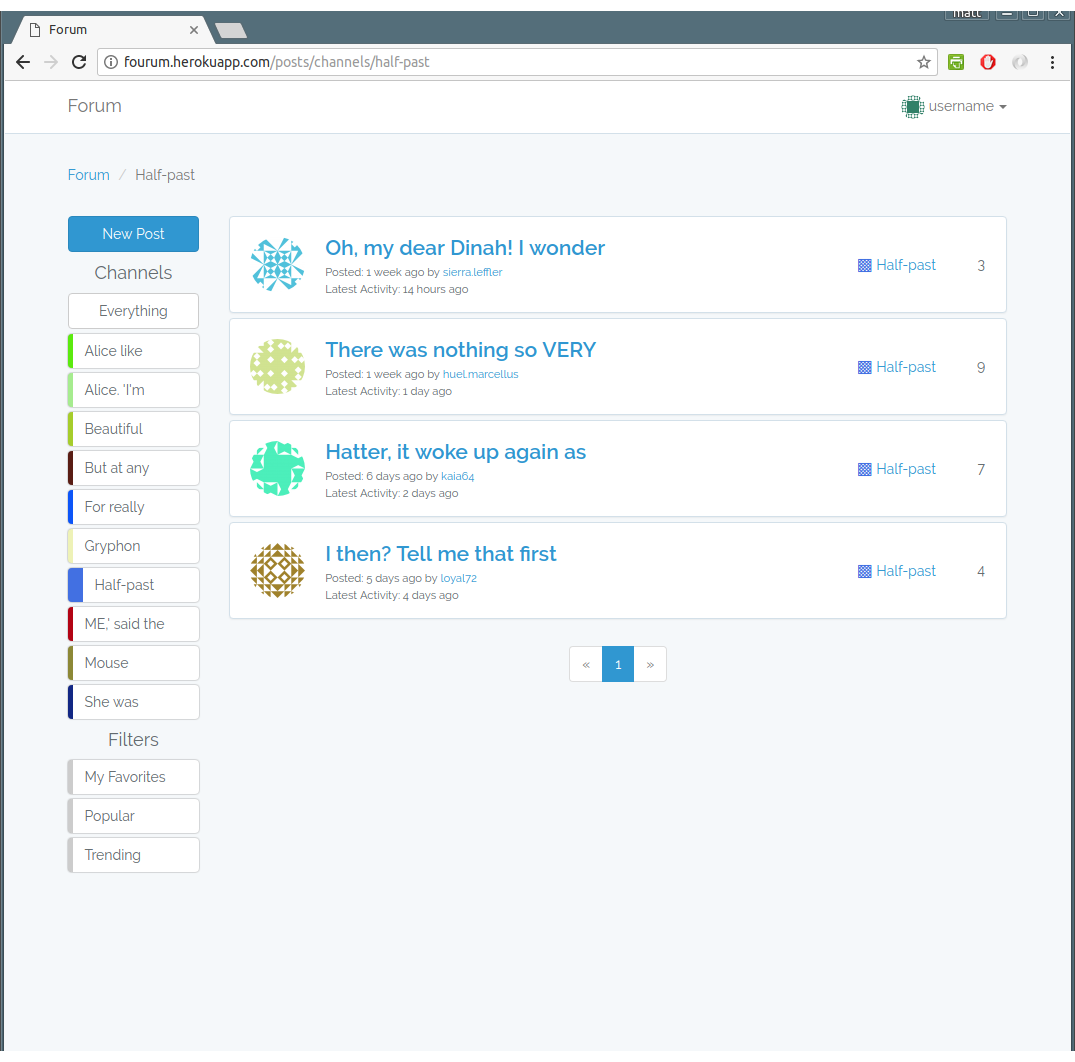 matt
Forum
fourum.herokuapp.com/posts/channels/half-past
Forum
username
Forum / Half-past
New Post
Channels
Everything
Alice like
Alice. 'I'm
Beautiful
But at any
For really
Gryphon
Half-past
ME,' said the
Mouse
She was
Filters
My Favorites
Popular
Trending
Oh, my dear Dinah! I wonder
Posted: 1 week ago by sierra.leffler
Latest Activity: 14 hours ago
Half-past
3
There was nothing so VERY
Posted: 1 week ago by huel.marcellus
Latest Activity: 1 day ago
Half-past
9
Hatter, it woke up again as
Posted: 6 days ago by kaia64
Latest Activity: 2 days ago
Half-past
7
I then? Tell me that first
Posted: 5 days ago by loyal72
Latest Activity: 4 days ago
Half-past
4
« 1 »